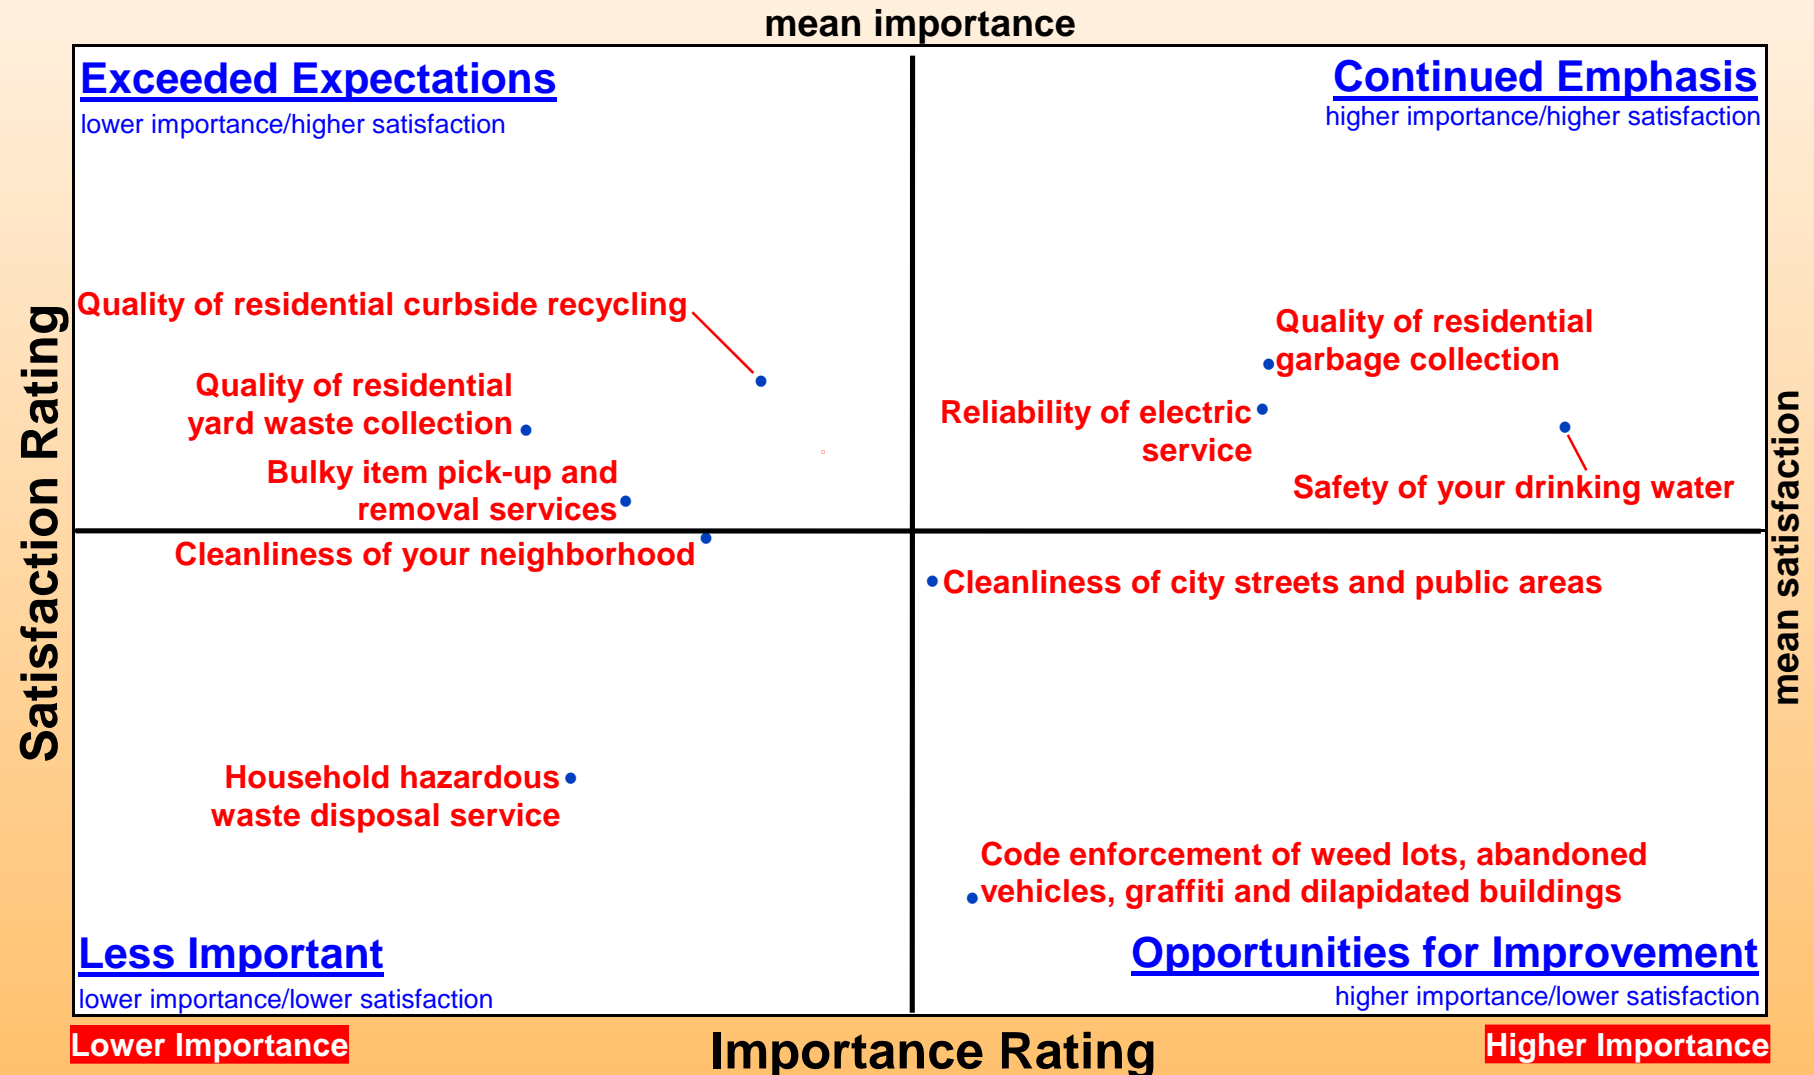 mean importance
Exceeded Expectations
lower importance/higher satisfaction
Continued Emphasis
higher importance/higher satisfaction
Quality of residential curbside recycling
Quality of residential
yard waste collection
Bulky item pick-up and
removal services
Quality of residential
garbage collection
Reliability of electric
service
Safety of your drinking water
Satisfaction Rating
mean satisfaction
Cleanliness of your neighborhood
Cleanliness of city streets and public areas
Household hazardous
waste disposal service
Code enforcement of weed lots, abandoned
vehicles, graffiti and dilapidated buildings
Less Important
lower importance/lower satisfaction
Opportunities for Improvement
higher importance/lower satisfaction
Lower Importance
Importance Rating
Higher Importance